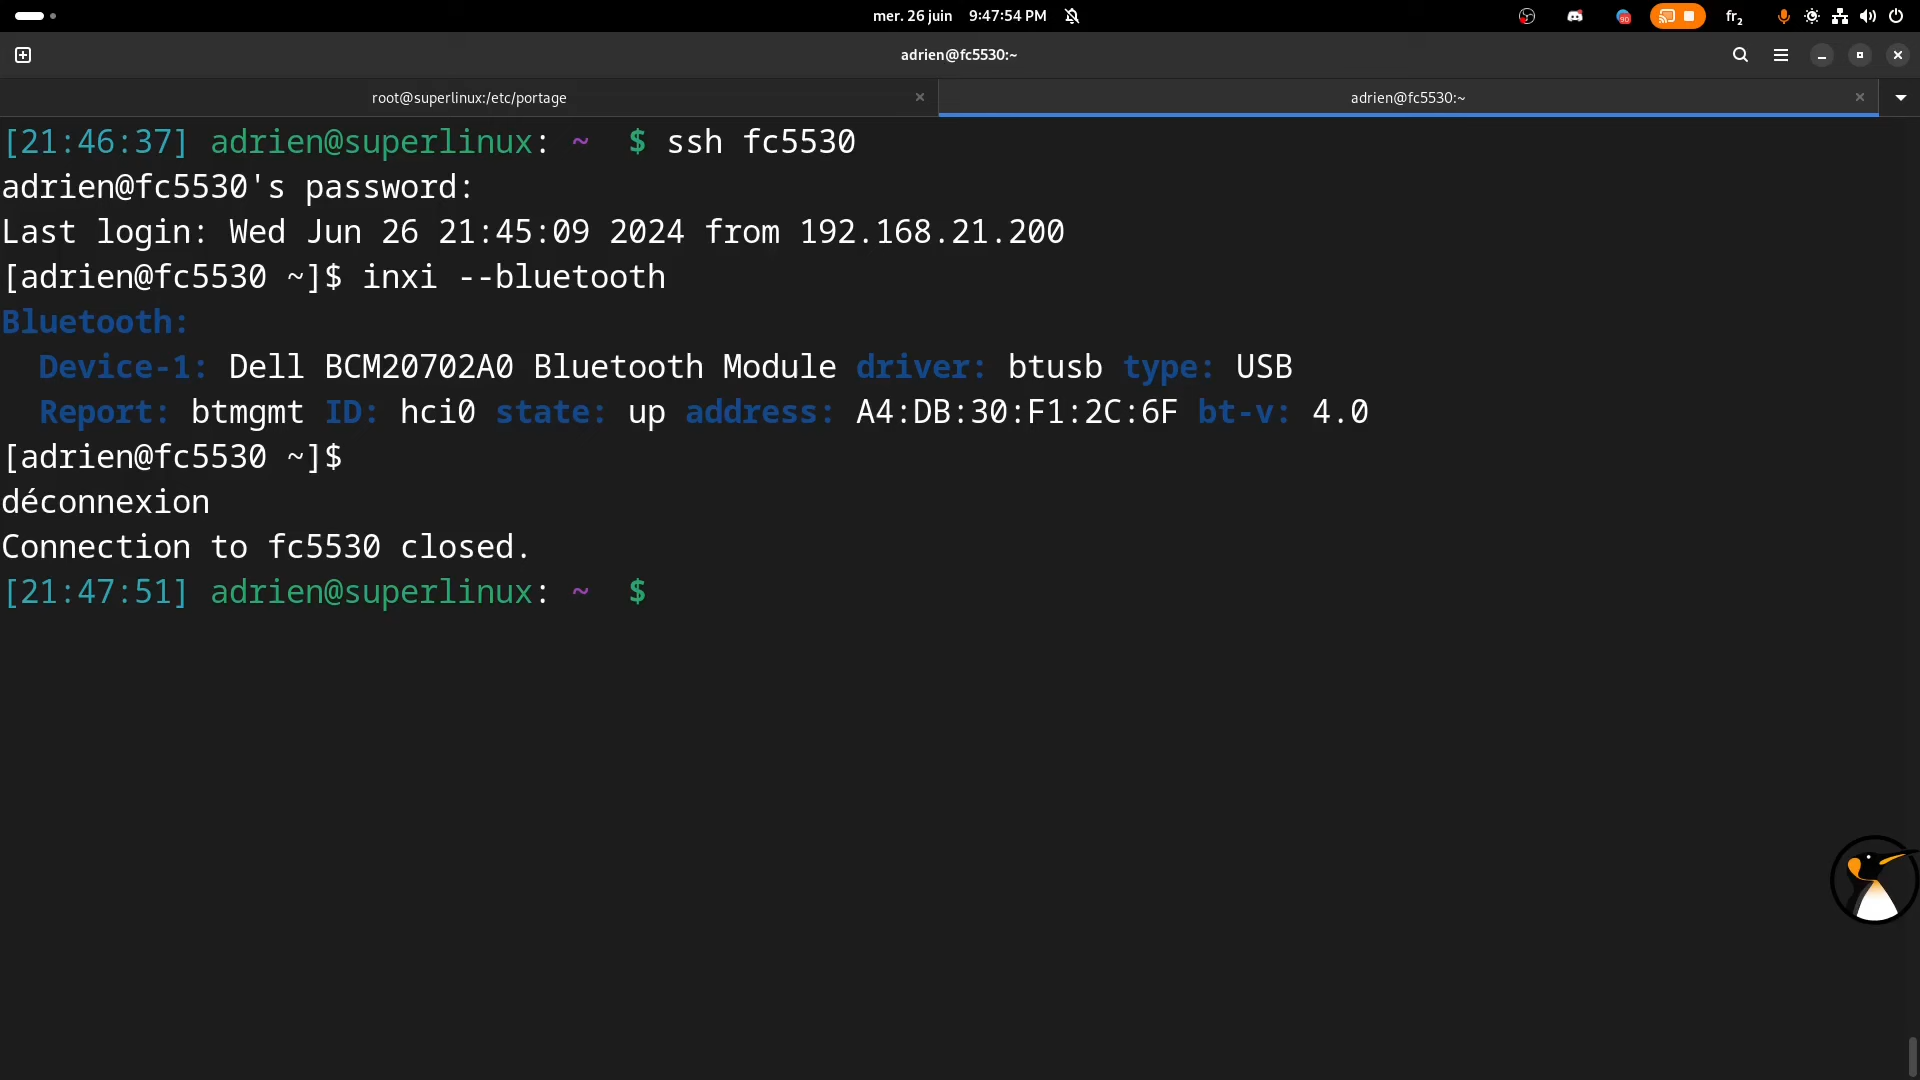 mer. 26 juin 9:47:54 PM
90
fr₂
adrien@fc5530:~
root@superlinux:/etc/portage
adrien@fc5530:~
[21:46:37] adrien@superlinux: ~ $ ssh fc5530
adrien@fc5530's password:
Last login: Wed Jun 26 21:45:09 2024 from 192.168.21.200
[adrien@fc5530 ~]$ inxi --bluetooth
Bluetooth:
Device-1: Dell BCM20702A0 Bluetooth Module driver: btusb type: USB
Report: btmgmt ID: hci0 state: up address: A4:DB:30:F1:2C:6F bt-v: 4.0
[adrien@fc5530 ~]$
déconnexion
Connection to fc5530 closed.
[21:47:51] adrien@superlinux: ~ $